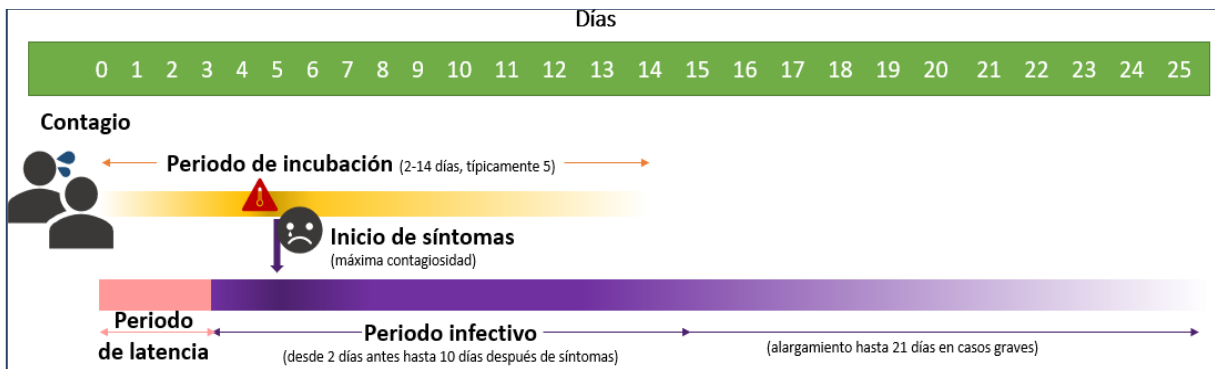 Días
0 1 2 3 4 5 6 7 8 9 10 11 12 13 14 15 16 17 18 19 20 21 22 23 24 25
Contagio
Periodo de incubación (2-14 días, típicamente 5)
Inicio de síntomas
(máxima contagiosidad)
Periodo
de latencia
Periodo infectivo
(desde 2 días antes hasta 10 días después de síntomas)
(alargamiento hasta 21 días en casos graves)